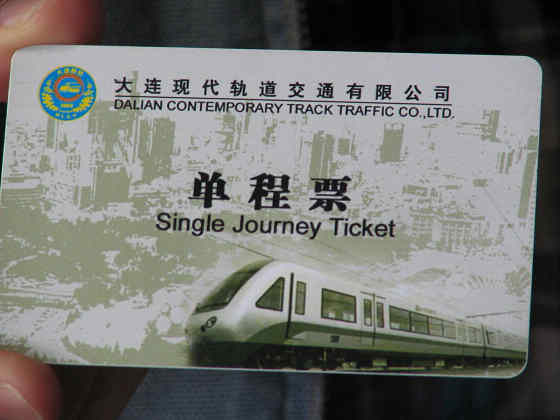 大连现代轨道交通有限公司
DALIAN CONTEMPORARY TRACK TRAFFIC CO.,LTD.
单程票
Single Journey Ticket